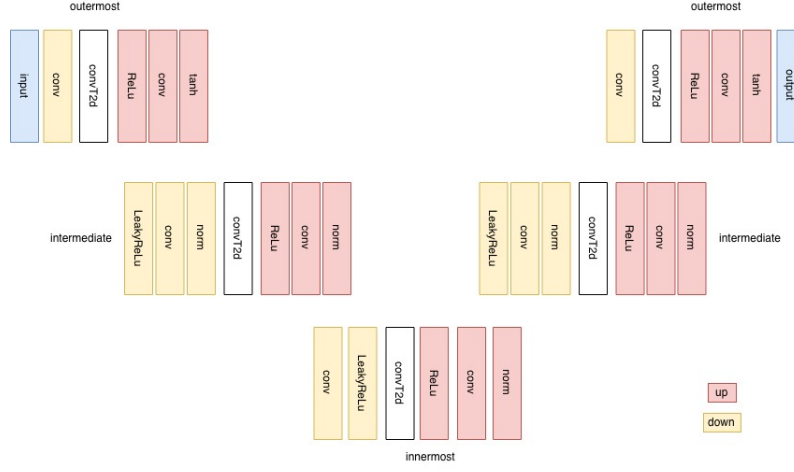 outermost
outermost
input
conv
convT2d
ReLu
conv
tanh
conv
convT2d
ReLu
conv
tanh
output
intermediate
LeakyReLu
conv
norm
convT2d
ReLu
conv
norm
LeakyReLu
conv
norm
convT2d
ReLu
conv
norm
intermediate
conv
LeakyReLu
convT2d
ReLu
conv
norm
innermost
up
down